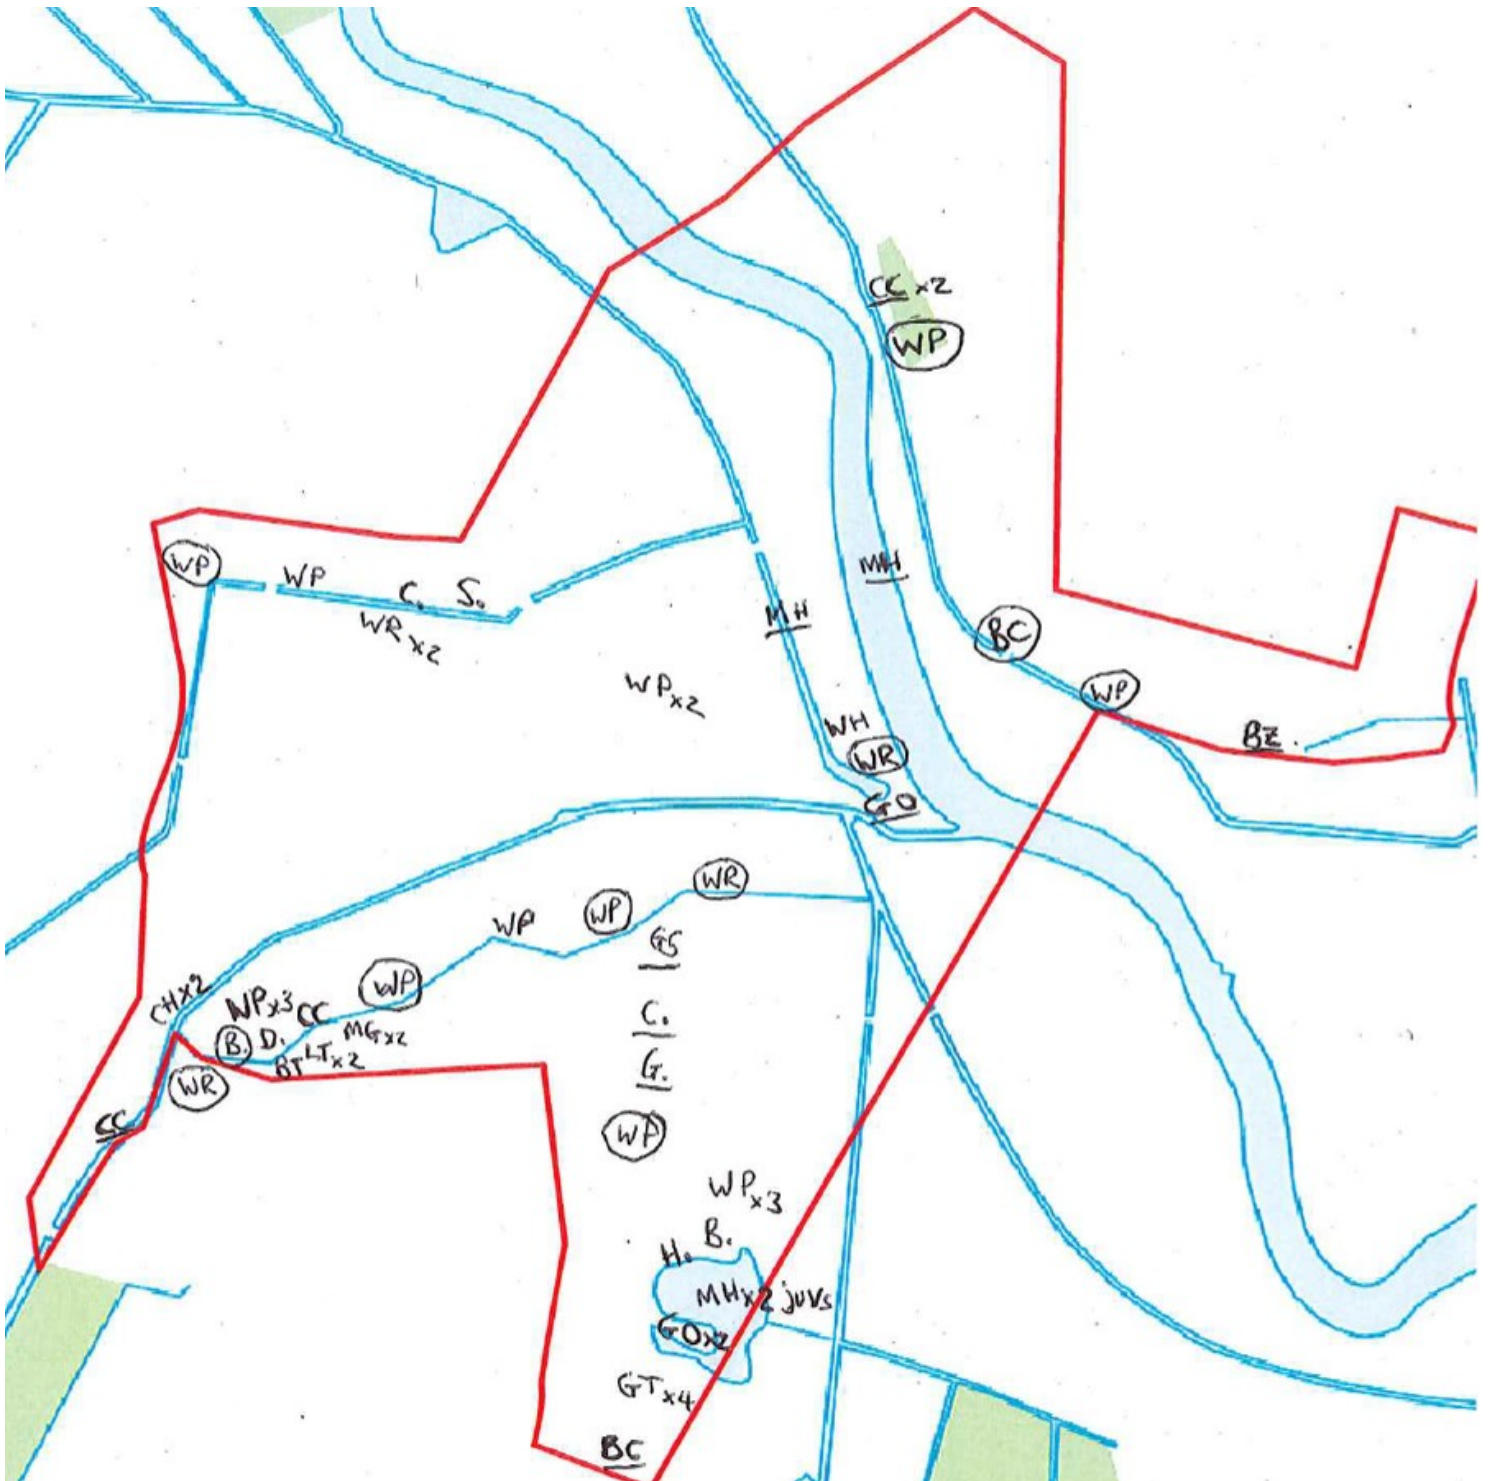 CC x2
WP
WP
WP
C. S.
WR x2
MH
MH
BC
WP x2
WP
WH
WR
BZ.
GO
WR
WP
WP
GS
WP
CH x2
WP x3
CC
B.
D.
MG x2
BT
LT x2
WR
CC
C.
G.
WP
WP x3
B.
H.
MH x2 juvs
GO x2
GT x4
BC